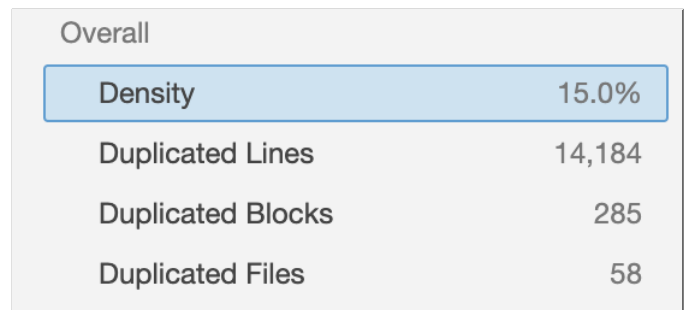 Overall
Density 15.0%
Duplicated Lines 14,184
Duplicated Blocks 285
Duplicated Files 58